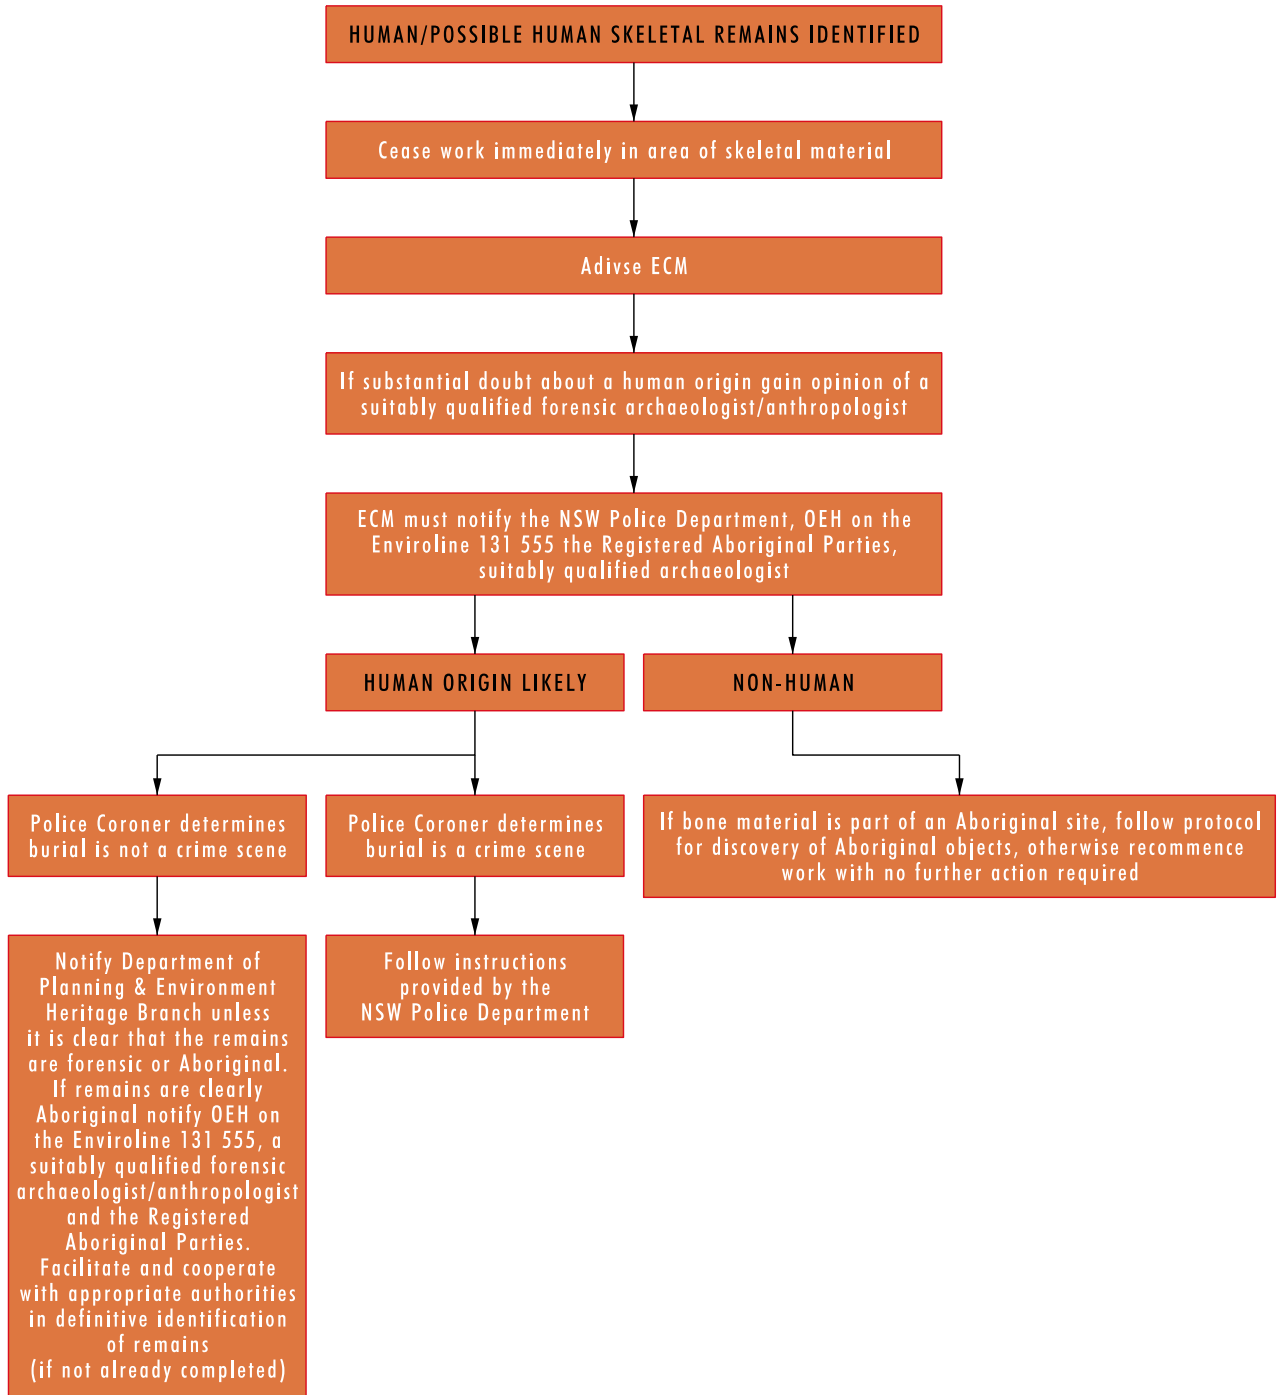 HUMAN/POSSIBLE HUMAN SKELETAL REMAINS IDENTIFIED
Cease work immediately in area of skeletal material
Adivse ECM
If substantial doubt about a human origin gain opinion of a
suitably qualified forensic archaeologist/anthropologist
ECM must notify the NSW Police Department, OEH on the
Enviroline 131 555 the Registered Aboriginal Parties,
suitably qualified archaeologist
HUMAN ORIGIN LIKELY
NON-HUMAN
Police Coroner determines
burial is not a crime scene
Police Coroner determines
burial is a crime scene
If bone material is part of an Aboriginal site, follow protocol
for discovery of Aboriginal objects, otherwise recommence
work with no further action required
Notify Department of
Planning & Environment
Heritage Branch unless
it is clear that the remains
are forensic or Aboriginal.
If remains are clearly
Aboriginal notify OEH on
the Enviroline 131 555, a
suitably qualified forensic
archaeologist/anthropologist
and the Registered
Aboriginal Parties.
Facilitate and cooperate
with appropriate authorities
in definitive identification
of remains
(if not already completed)
Follow instructions
provided by the
NSW Police Department